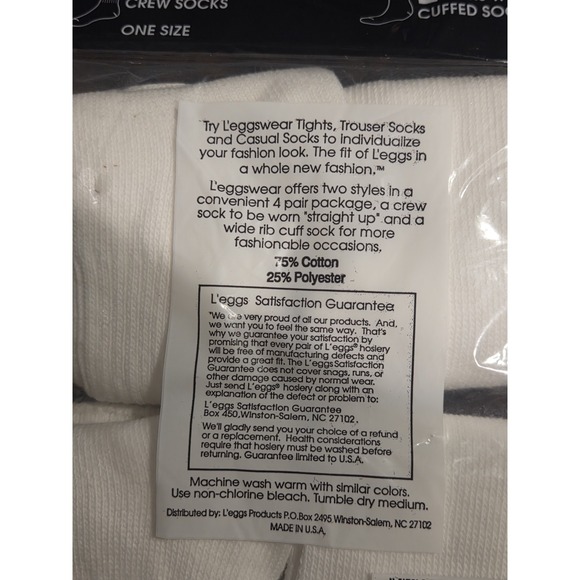 CREW SOCKS
ONE SIZE
CUFFED SO
Try L'eggswear Tights, Trouser Socks
and Casual Socks to individualize
your fashion look. The fit of L'eggs in
a whole new fashion.™
L'eggswear offers two styles in a
convenient 4 pair package, a crew
sock to be worn "straight up" and a
wide rib cuff sock for more
fashionable occasions.
75% Cotton
25% Polyester
L'eggs Satisfaction Guarantee
"We are very proud of all our products. And,
we want you to feel the same way. That's
why we guarantee your satisfaction by
promising that every pair of L'eggs® hosiery
will be free of manufacturing defects and
provide a great fit. The L'eggs Satisfaction
Guarantee does not cover snags, runs, or
other damage caused by normal wear.
Just send L'eggs® hosiery along with an
explanation of the defect or problem to:
L'eggs Satisfaction Guarantee
Box 450, Winston-Salem, NC 27102.
We'll gladly send you your choice of a refund
or a replacement. Health considerations
require that hosiery must be washed before
returning. Guarantee limited to U.S.A.
Machine wash warm with similar colors.
Use non-chlorine bleach. Tumble dry medium.
Distributed by: L'eggs Products P.O.Box 2495 Winston-Salem, NC 27102
MADE IN U.S.A.